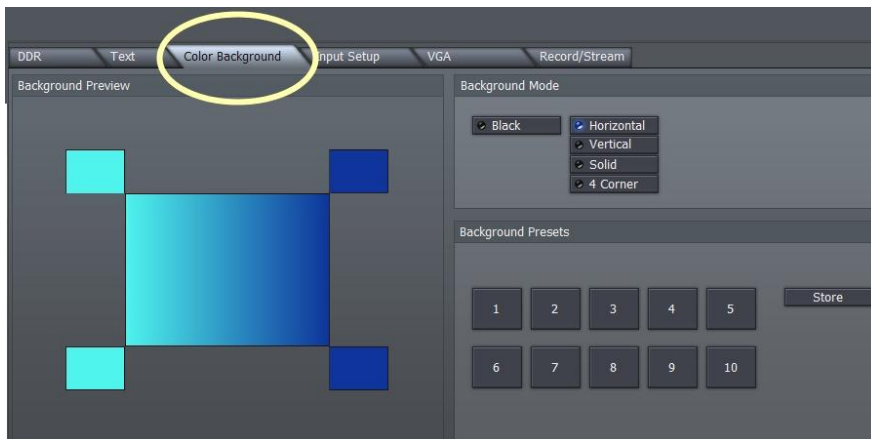 DDR Text Color Background Input Setup VGA Record/Stream
Background Preview
Background Mode
Black
Horizontal
Vertical
Solid
4 Corner
Background Presets
1 2 3 4 5
Store
6 7 8 9 10